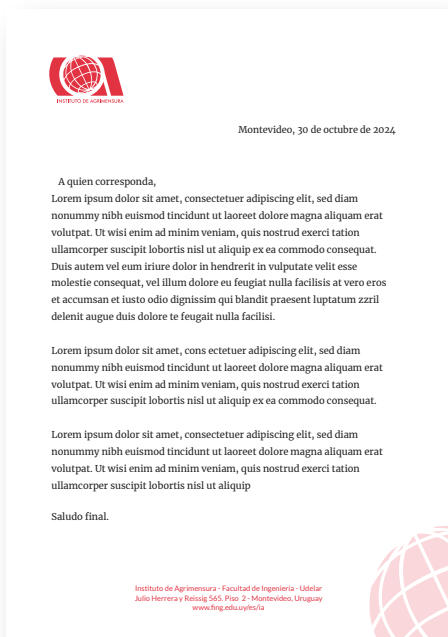 INSTITUTO DE AGRIMENSURA
Montevideo, 30 de octubre de 2024
A quien corresponda,
Lorem ipsum dolor sit amet, consectetuer adipiscing elit, sed diam
nonummy nibh euismod tincidunt ut laoreet dolore magna aliquam erat
volutpat. Ut wisi enim ad minim veniam, quis nostrud exerci tation
ullamcorper suscipit lobortis nisl ut aliquip ex ea commodo consequat.
Duis autem vel eum iriure dolor in hendrerit in vulputate velit esse
molestie consequat, vel illum dolore eu feugiat nulla facilisis at vero eros
et accumsan et iusto odio dignissim qui blandit praesent luptatum zzril
delenit augue duis dolore te feugait nulla facilisi.
Lorem ipsum dolor sit amet, cons ectetuer adipiscing elit, sed diam
nonummy nibh euismod tincidunt ut laoreet dolore magna aliquam erat
volutpat. Ut wisi enim ad minim veniam, quis nostrud exerci tation
ullamcorper suscipit lobortis nisl ut aliquip ex ea commodo consequat.
Lorem ipsum dolor sit amet, consectetuer adipiscing elit, sed diam
nonummy nibh euismod tincidunt ut laoreet dolore magna aliquam erat
volutpat. Ut wisi enim ad minim veniam, quis nostrud exerci tation
ullamcorper suscipit lobortis nisl ut aliquip
Saludo final.
Instituto de Agrimensura - Facultad de Ingeniería - Udelar
Julio Herrera y Reissig 565. Piso 2 - Montevideo. Uruguay
www.fing.edu.uy/es/ia